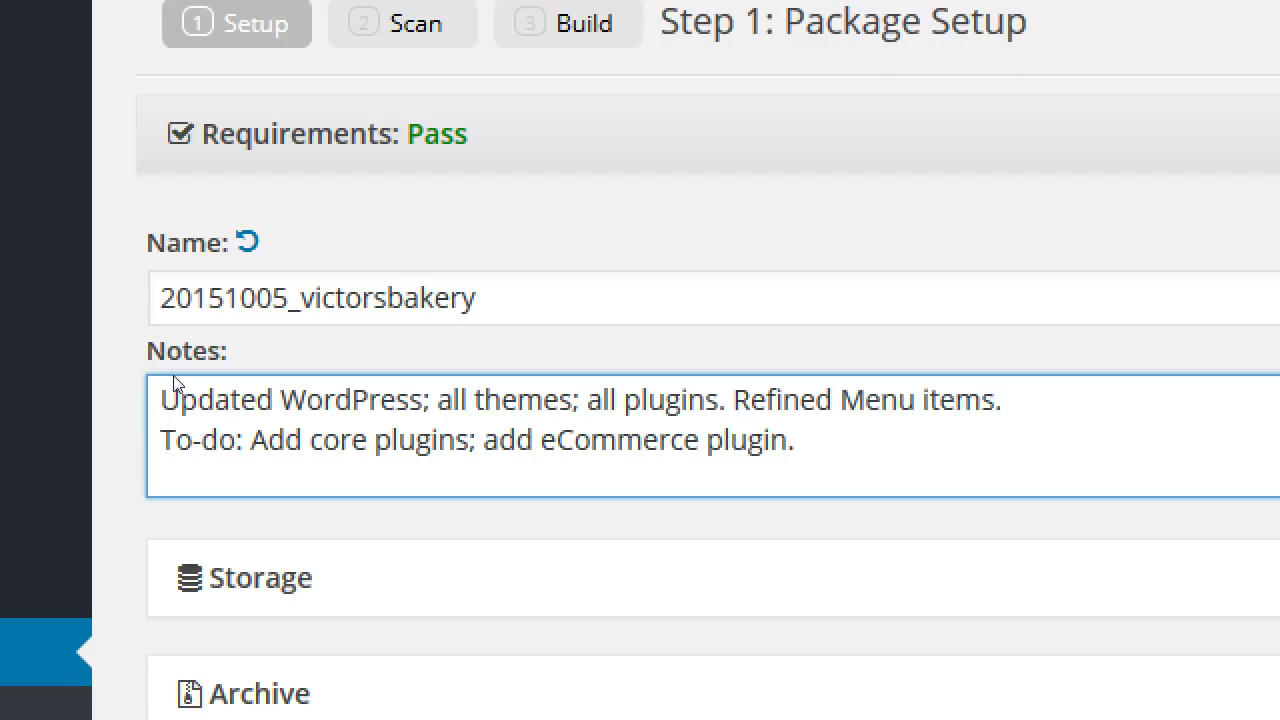 1 Setup 2 Scan 3 Build Step 1: Package Setup
Requirements: Pass
Name:
20151005_victorsbakery
Notes:
Updated WordPress; all themes; all plugins. Refined Menu items.
To-do: Add core plugins; add eCommerce plugin.
Storage
Archive